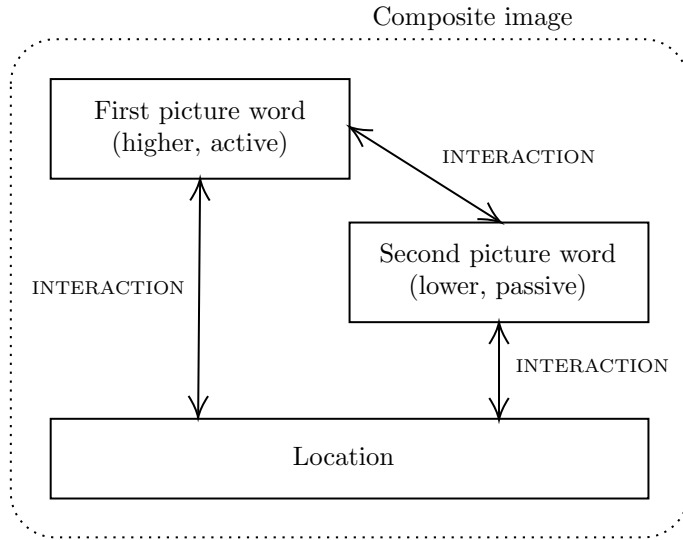 Composite image
First picture word
(higher, active)
INTERACTION
Second picture word
(lower, passive)
INTERACTION
INTERACTION
Location